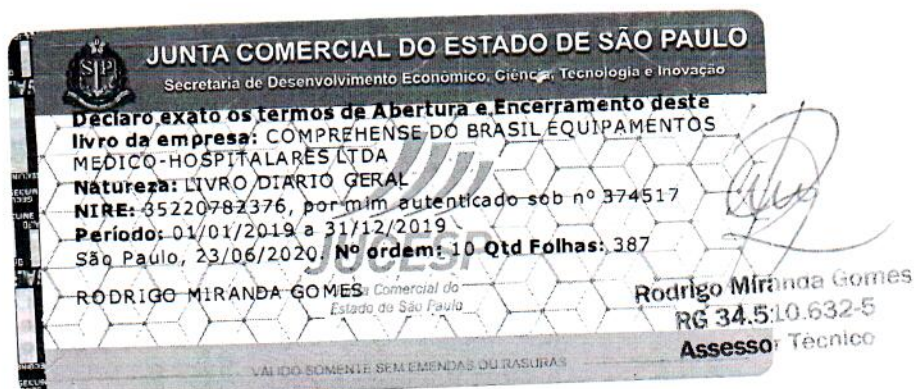 JUNTA COMERCIAL DO ESTADO DE SÃO PAULO
Secretaria de Desenvolvimento Econômico, Ciência, Tecnologia e Inovação
Declaro exato os termos de Abertura e Encerramento deste
livro da empresa: COMPREHENSE DO BRASIL EQUIPAMENTOS
MEDICO-HOSPITALARES LTDA
Natureza: LIVRO DIARIO GERAL
NIRE: 35220782376, por mim autenticado sob nº 374517
Período: 01/01/2019 a 31/12/2019
São Paulo, 23/06/2020, Nº ordem: 10 Qtd Folhas: 387
JUCESP
Comercial do
Estado de São Paulo
RODRIGO MIRANDA GOMES
Rodrigo Miranda Gomes
RG 34.510.632-5
Assessor Técnico
VÁLIDO SOMENTE SEM EMENDAS OU RASURAS